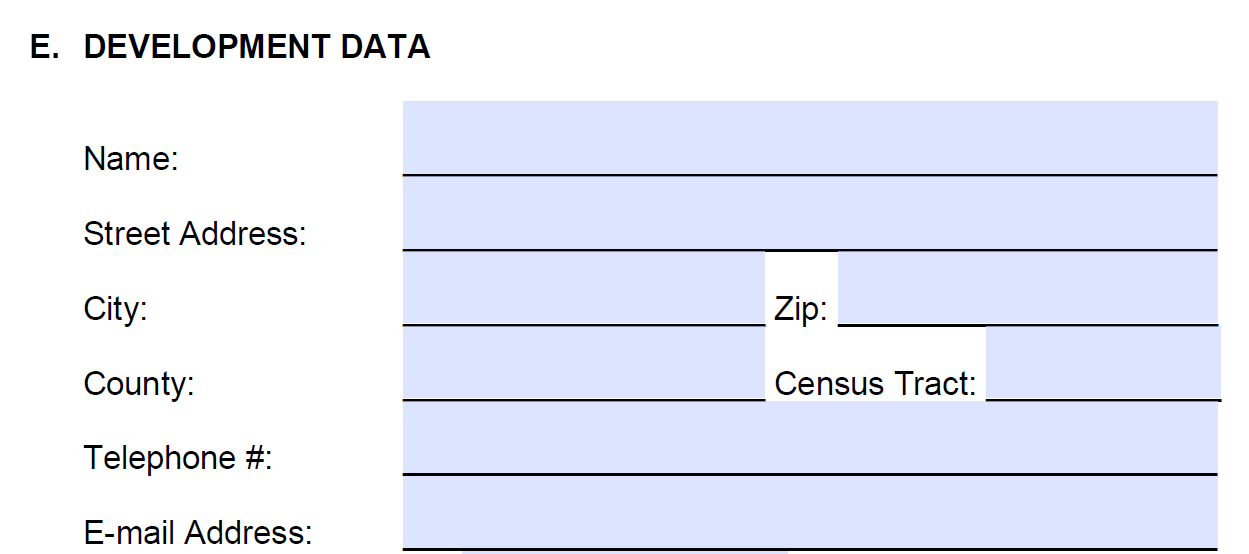 E. DEVELOPMENT DATA
Name:
Street Address:
City: Zip:
County: Census Tract:
Telephone #:
E-mail Address: